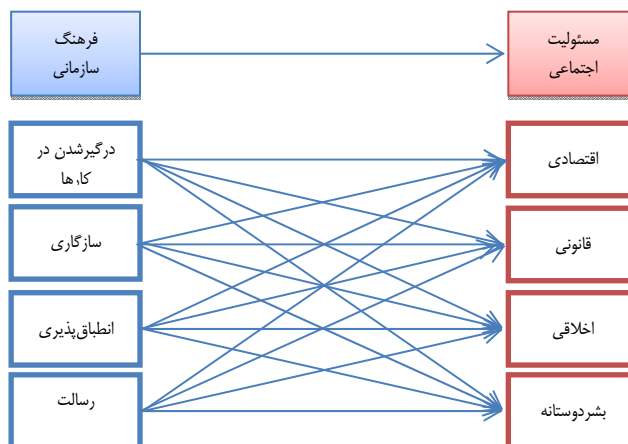 فرهنگ
سازمانی
مسئولیت
اجتماعی
درگیرشدن در
کارها
اقتصادی
سازگاری
قانونی
انطباق‌پذیری
اخلاقی
رسالت
بشردوستانه